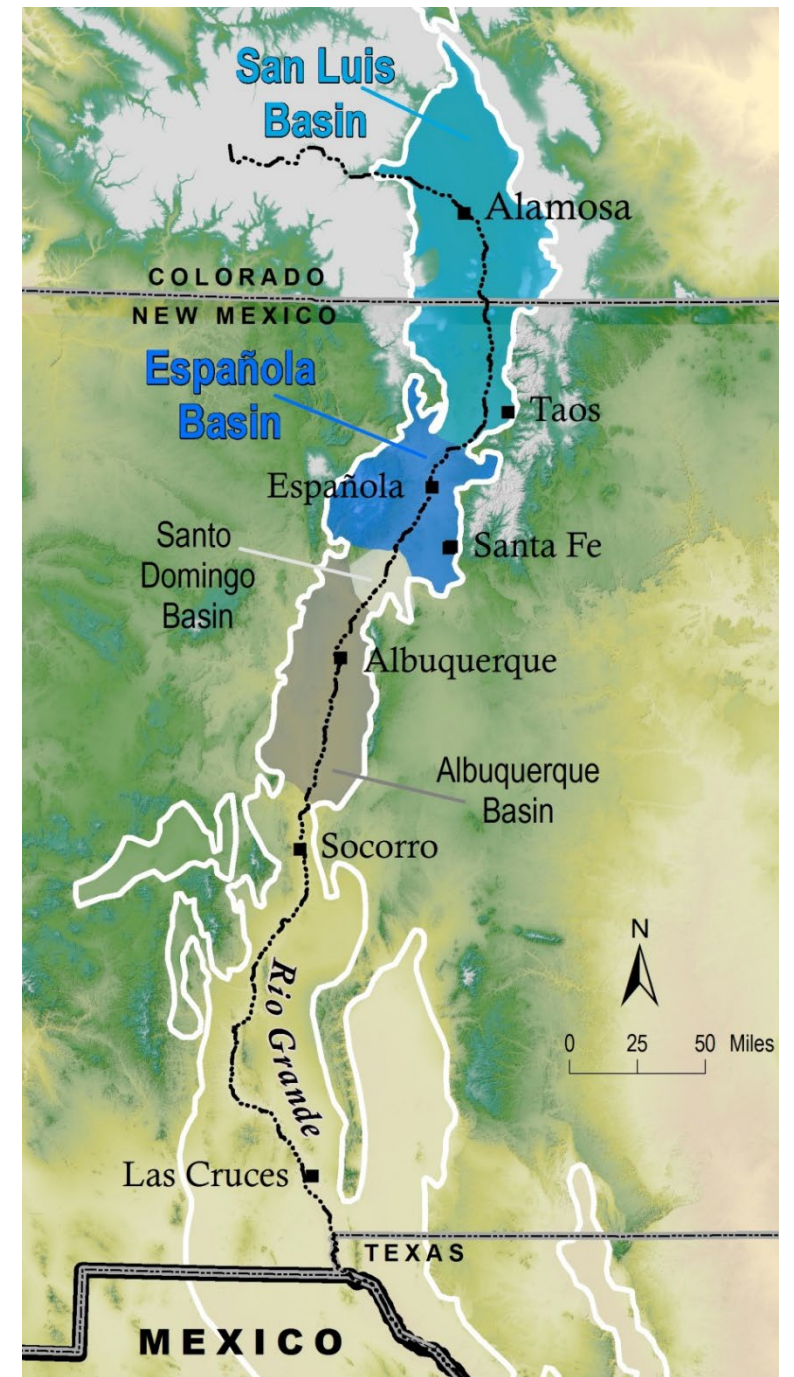 San Luis
Basin
Alamosa
COLORADO
NEW MEXICO
Española
Basin
Taos
Española
Santo
Domingo
Basin
Santa Fe
Albuquerque
Albuquerque
Basin
Socorro
N
Rio Grande
0 25 50 Miles
Las Cruces
TEXAS
MEXICO